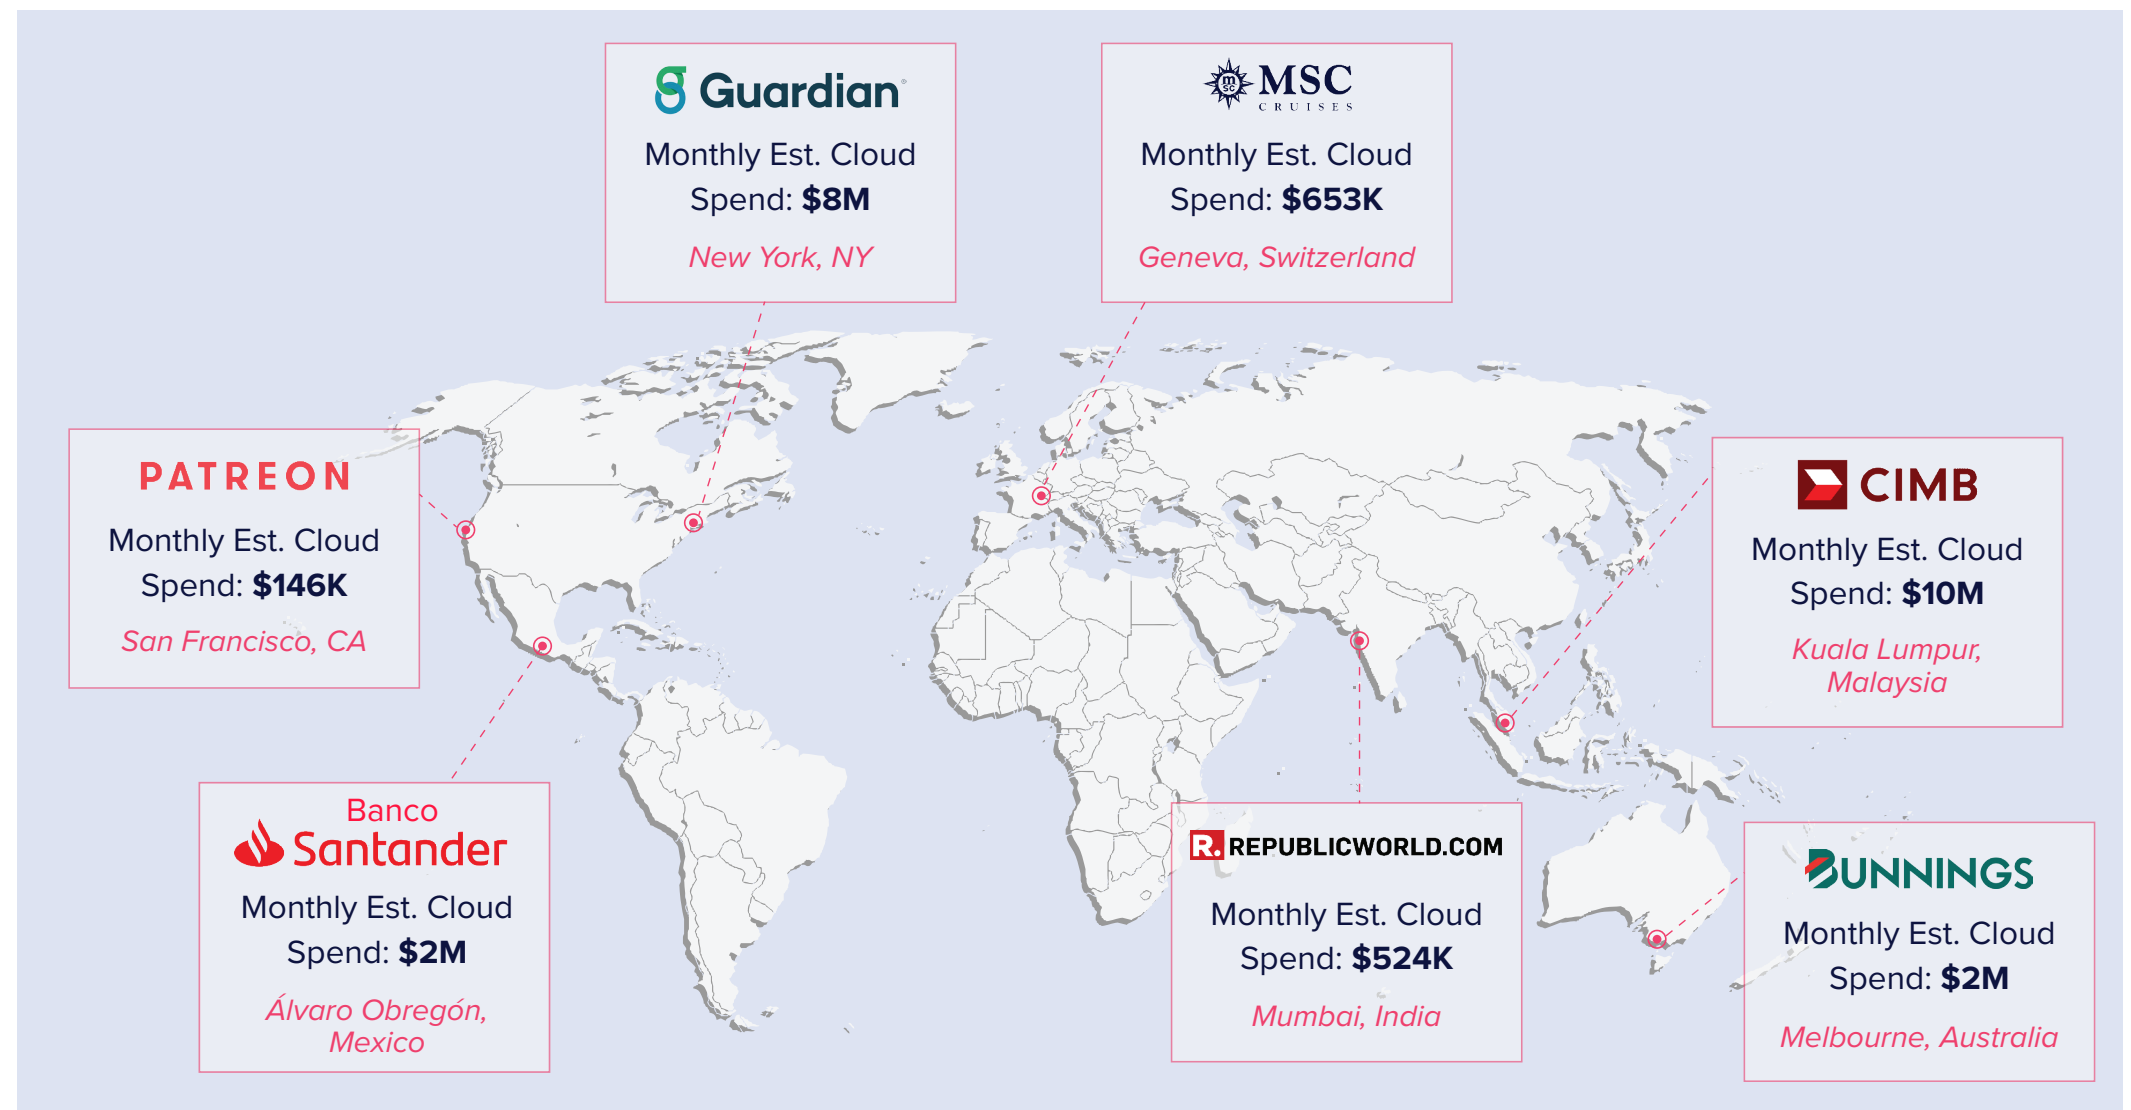 Guardian
Monthly Est. Cloud
Spend: $8M
New York, NY
MSC
CRUISES
Monthly Est. Cloud
Spend: $653K
Geneva, Switzerland
PATREON
Monthly Est. Cloud
Spend: $146K
San Francisco, CA
CIMB
Monthly Est. Cloud
Spend: $10M
Kuala Lumpur,
Malaysia
Banco
Santander
Monthly Est. Cloud
Spend: $2M
Álvaro Obregón,
Mexico
R. REPUBLICWORLD.COM
Monthly Est. Cloud
Spend: $524K
Mumbai, India
BUNNINGS
Monthly Est. Cloud
Spend: $2M
Melbourne, Australia